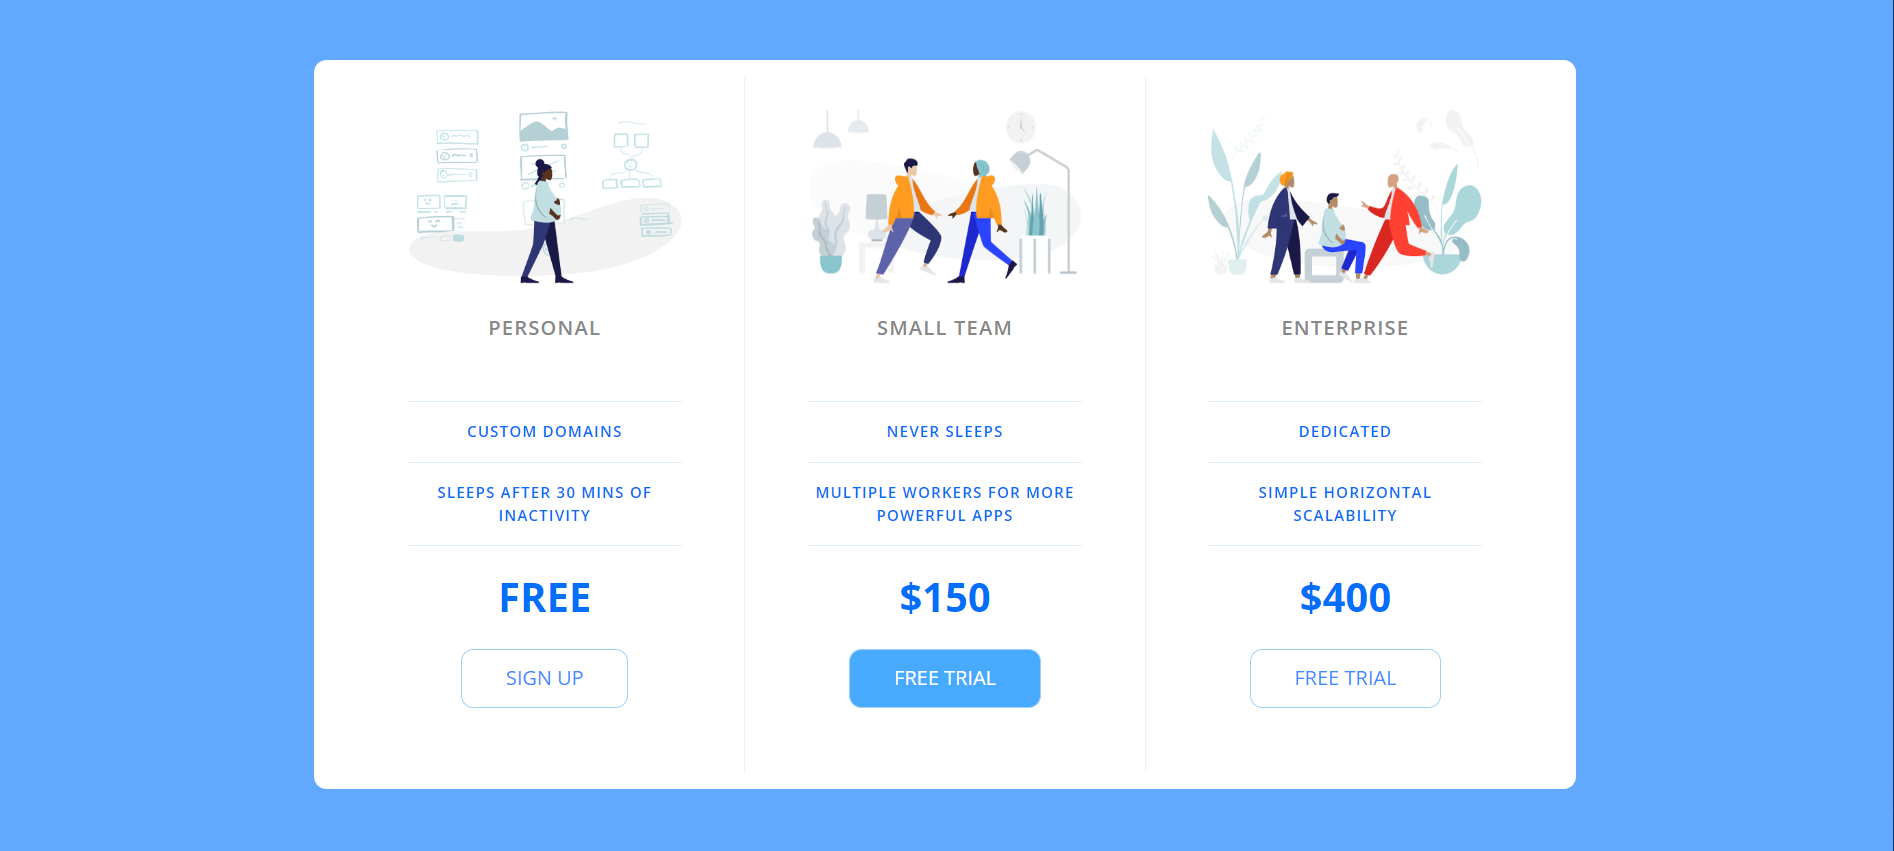 PERSONAL
CUSTOM DOMAINS
SLEEPS AFTER 30 MINS OF
INACTIVITY
FREE
SIGN UP
SMALL TEAM
NEVER SLEEPS
MULTIPLE WORKERS FOR MORE
POWERFUL APPS
$150
FREE TRIAL
ENTERPRISE
DEDICATED
SIMPLE HORIZONTAL
SCALABILITY
$400
FREE TRIAL